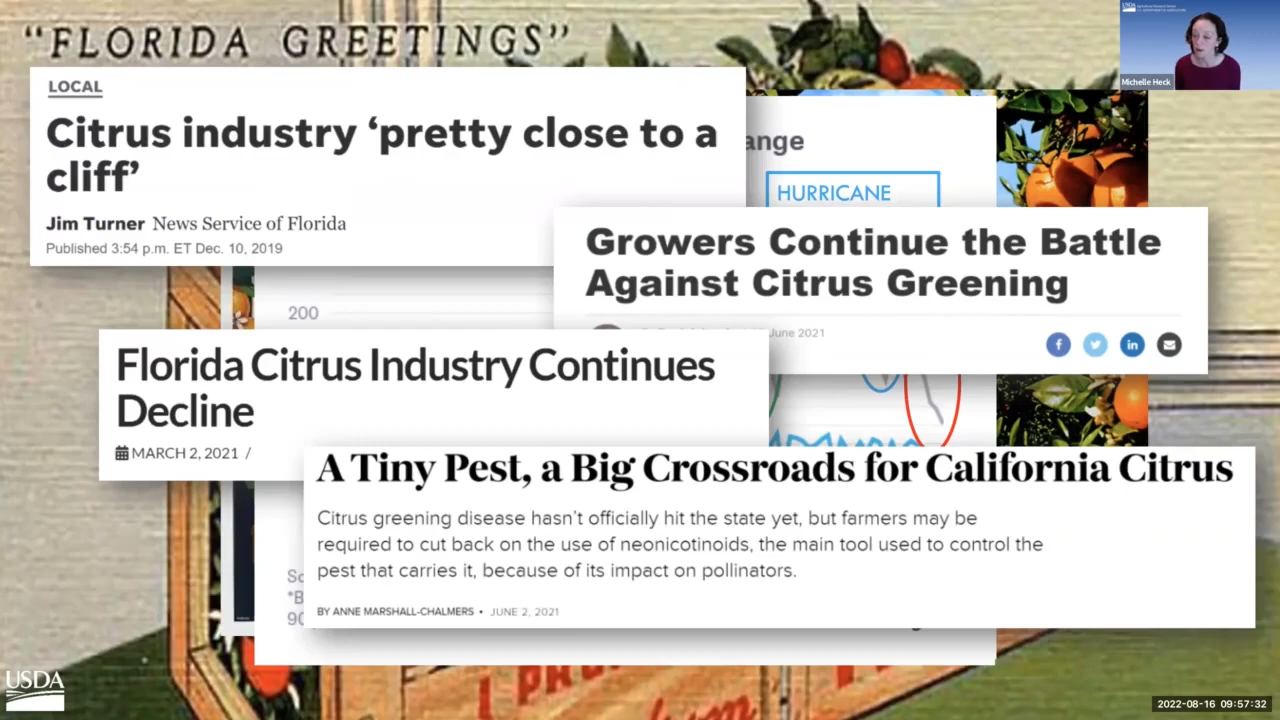 "FLORIDA GREETINGS"
USDA
Michelle Heck
LOCAL
Citrus industry ‘pretty close to a
cliff’
Jim Turner News Service of Florida
Published 3:54 p.m. ET Dec. 10, 2019
ange
HURRICANE
Growers Continue the Battle
Against Citrus Greening
June 2021
200
Florida Citrus Industry Continues
Decline
MARCH 2, 2021 /
A Tiny Pest, a Big Crossroads for California Citrus
Citrus greening disease hasn’t officially hit the state yet, but farmers may be
required to cut back on the use of neonicotinoids, the main tool used to control the
pest that carries it, because of its impact on pollinators.
BY ANNE MARSHALL-CHALMERS • JUNE 2, 2021
So
*B
90
USDA
2022-08-16 09:57:32